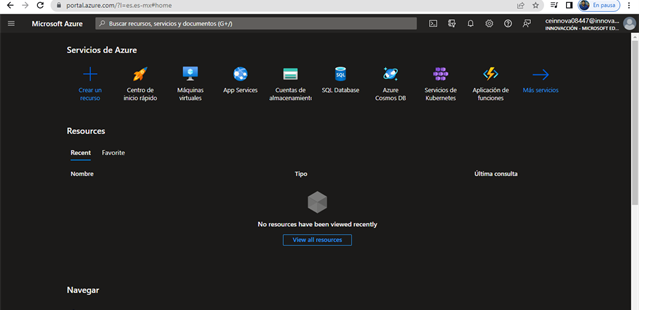 portal.azure.com/?l=es.es-mx#home
En pausa
Microsoft Azure
Buscar recursos, servicios y documentos (G+/)
ceinnova08447@innova...
INNOVACCIÓN - MICROSOFT ED...
Servicios de Azure
Crear un recurso
Centro de inicio rápido
Máquinas virtuales
App Services
Cuentas de almacenamiento
SQL
SQL Database
Azure Cosmos DB
Servicios de Kubernetes
Aplicación de funciones
Más servicios
Resources
Recent
Favorite
Nombre
Tipo
Última consulta
No resources have been viewed recently
View all resources
Navegar